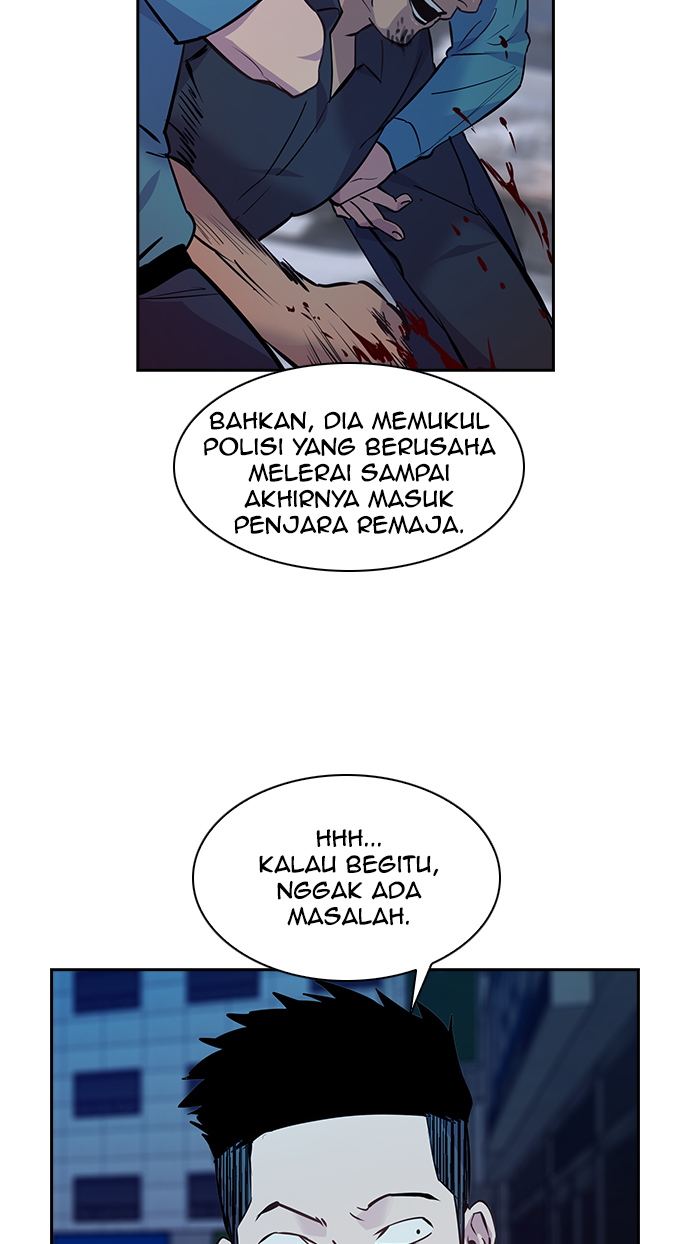 BAHKAN, DIA MEMUKUL
POLISI YANG BERUSAHA
MELERAI SAMPAI
AKHIRNYA MASUK
PENJARA REMAJA.
HHH...
KALAU BEGITU,
NGGAK ADA
MASALAH.